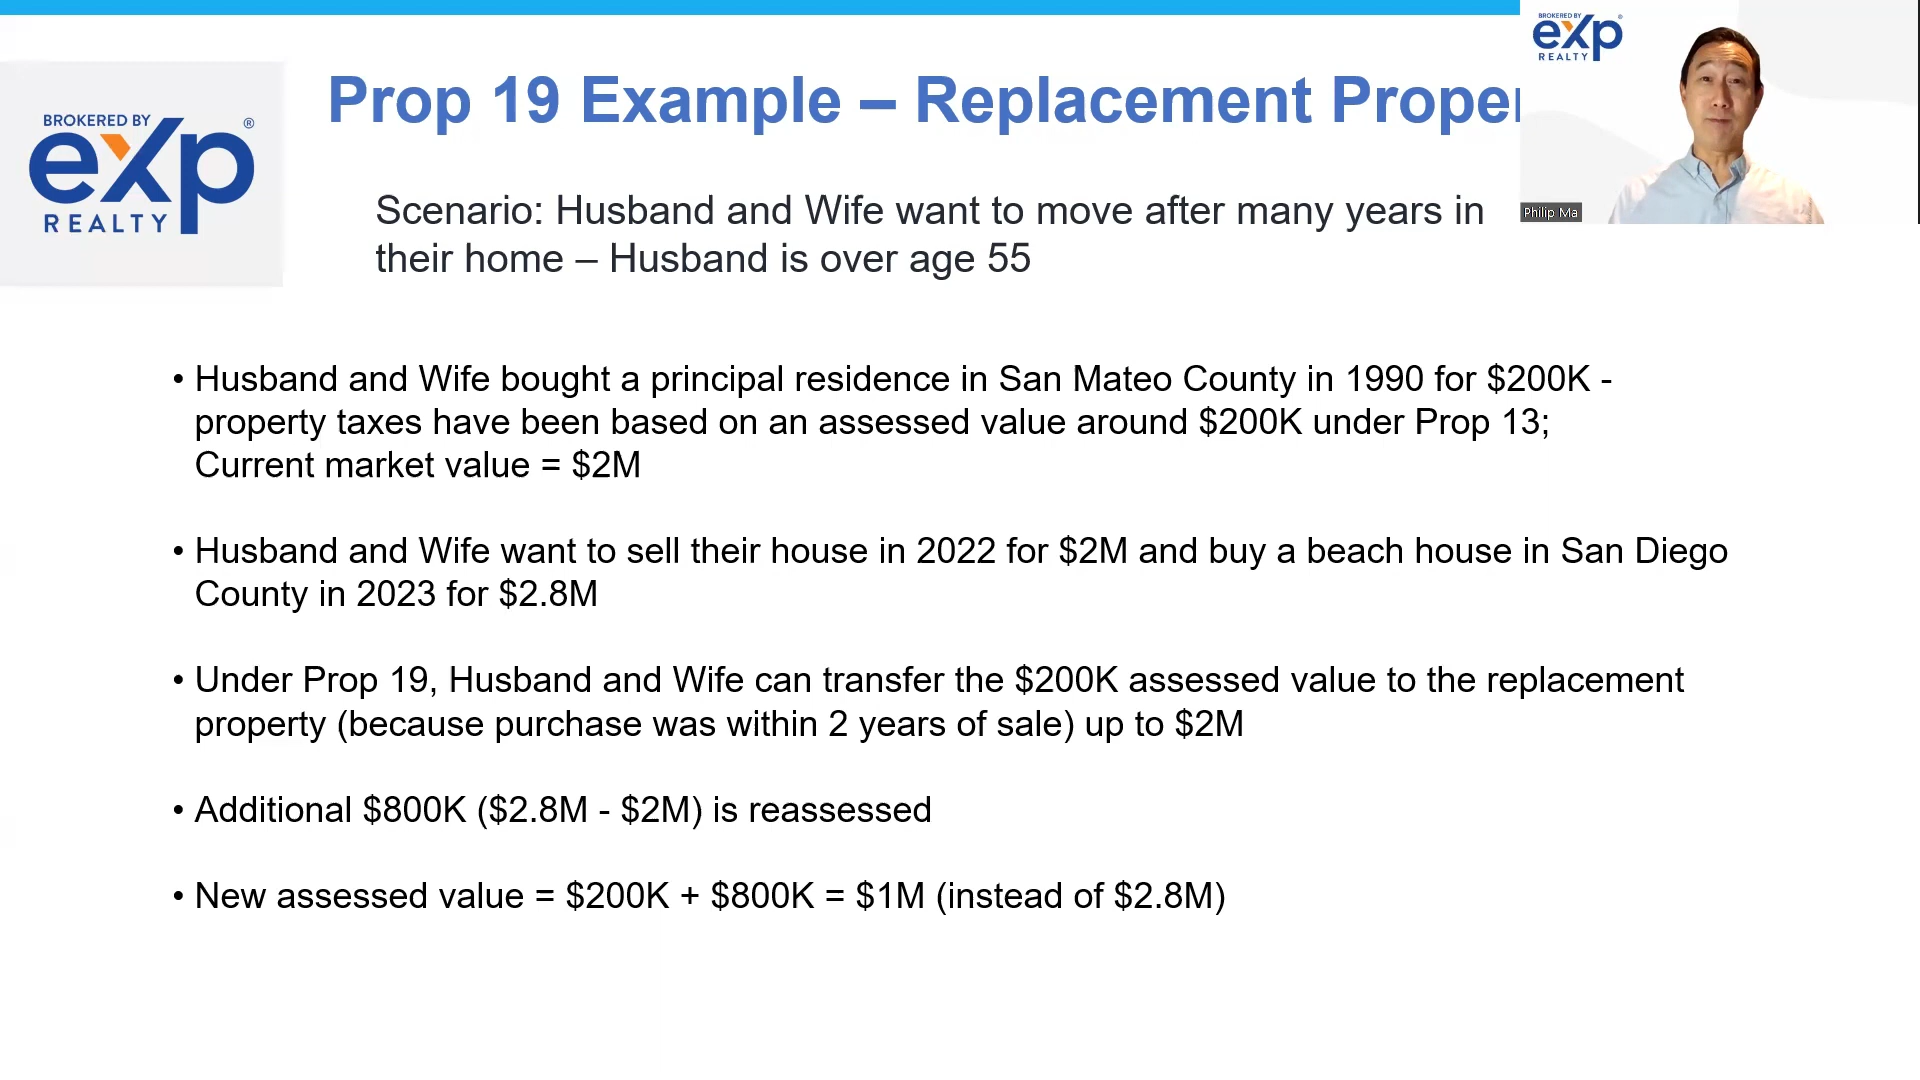 BROKERED BY
eXp
REALTY
Philip Ma
BROKERED BY
eXp®
REALTY
Prop 19 Example – Replacement Proper
Scenario: Husband and Wife want to move after many years in
their home – Husband is over age 55
• Husband and Wife bought a principal residence in San Mateo County in 1990 for $200K -
property taxes have been based on an assessed value around $200K under Prop 13;
Current market value = $2M
• Husband and Wife want to sell their house in 2022 for $2M and buy a beach house in San Diego
County in 2023 for $2.8M
• Under Prop 19, Husband and Wife can transfer the $200K assessed value to the replacement
property (because purchase was within 2 years of sale) up to $2M
• Additional $800K ($2.8M - $2M) is reassessed
• New assessed value = $200K + $800K = $1M (instead of $2.8M)